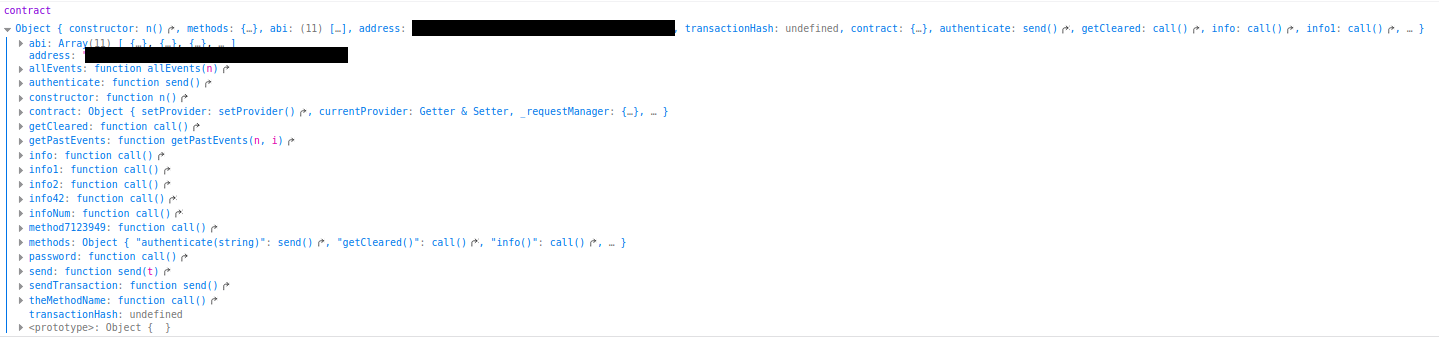 contract
Object { constructor: n(), methods: {…}, abi: (11) […], address: , transactionHash: undefined, contract: {…}, authenticate: send(), getCleared: call(), info: call(), info1: call(), … }
abi: Array(11) [ {…}, {…}, {…}, … ]
address: "
allEvents: function allEvents(n)
authenticate: function send()
constructor: function n()
contract: Object { setProvider: setProvider(), currentProvider: Getter & Setter, _requestManager: {…}, … }
getCleared: function call()
getPastEvents: function getPastEvents(n, i)
info: function call()
info1: function call()
info2: function call()
info42: function call()
infoNum: function call()
method7123949: function call()
methods: Object { "authenticate(string)": send(), "getCleared()": call(), "info()": call(), … }
password: function call()
send: function send(t)
sendTransaction: function send()
theMethodName: function call()
transactionHash: undefined
<prototype>: Object {  }